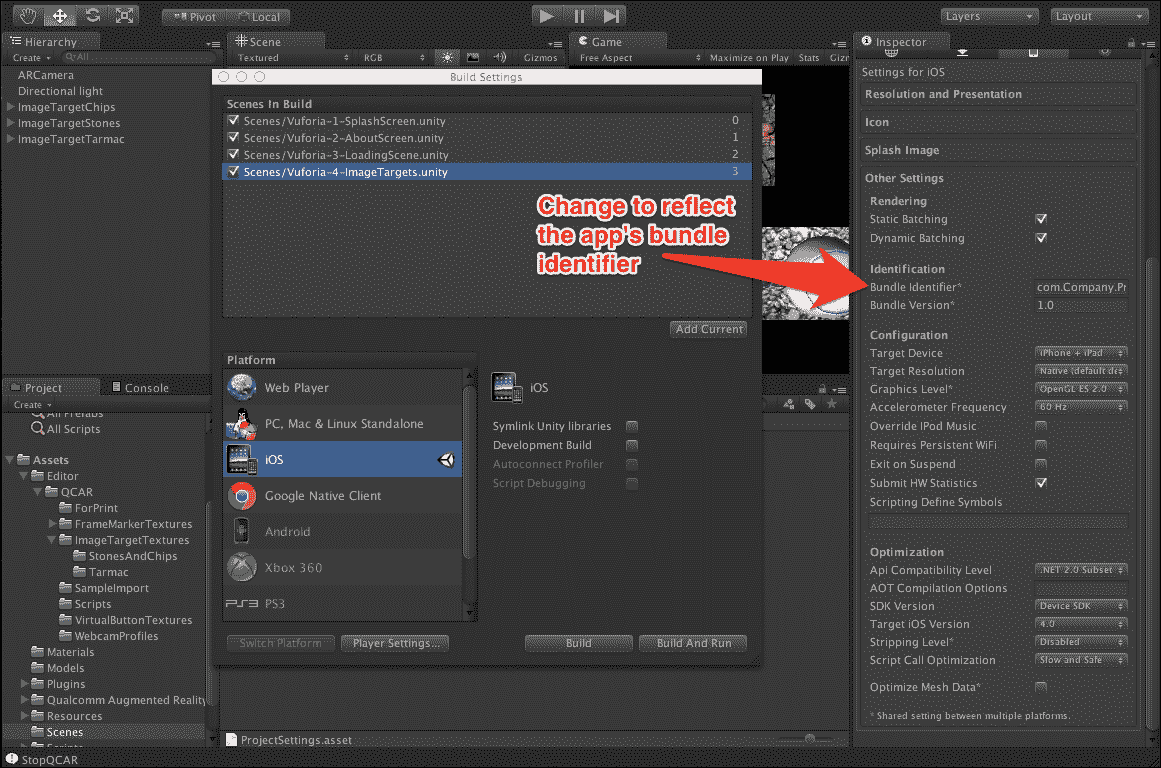 Pivot
Local
Layers
Layout
Hierarchy
Create
All
ARCamera
Directional light
ImageTargetChips
ImageTargetStones
ImageTargetTarmac
Scene
Textured
RGB
Gizmos
Game
Free Aspect
Maximize on Play
Stats
Gizn
Build Settings
Scenes In Build
Scenes/Vuforia-1-SplashScreen.unity 0
Scenes/Vuforia-2-AboutScreen.unity 1
Scenes/Vuforia-3-LoadingScene.unity 2
Scenes/Vuforia-4-ImageTargets.unity 3
Change to reflect
the app's bundle
identifier
Add Current
Platform
Web Player
PC, Mac & Linux Standalone
iOS
Google Native Client
Android
Xbox 360
PS3
PS3
iOS
Symlink Unity libraries
Development Build
Autoconnect Profiler
Script Debugging
Switch Platform
Player Settings...
Build
Build And Run
Project
Console
Create
All Prefabs
All Scripts
Assets
Editor
QCAR
ForPrint
FrameMarkerTextures
ImageTargetTextures
StonesAndChips
Tarmac
SampleImport
Scripts
VirtualButtonTextures
WebcamProfiles
Materials
Models
Plugins
Qualcomm Augmented Reality
Resources
Scenes
Scripts
ProjectSettings.asset
StopQCAR
Inspector
Settings for iOS
Resolution and Presentation
Icon
Splash Image
Other Settings
Rendering
Static Batching
Dynamic Batching
Identification
Bundle Identifier* com.Company.Pr
Bundle Version* 1.0
Configuration
Target Device iPhone + iPad
Target Resolution Native (default de
Graphics Level* OpenGL ES 2.0
Accelerometer Frequency 60 Hz
Override IPod Music
Requires Persistent WiFi
Exit on Suspend
Submit HW Statistics
Scripting Define Symbols
Optimization
Api Compatibility Level .NET 2.0 Subset
AOT Compilation Options
SDK Version Device SDK
Target iOS Version 4.0
Stripping Level* Disabled
Script Call Optimization Slow and Safe
Optimize Mesh Data*
* Shared setting between multiple platforms.